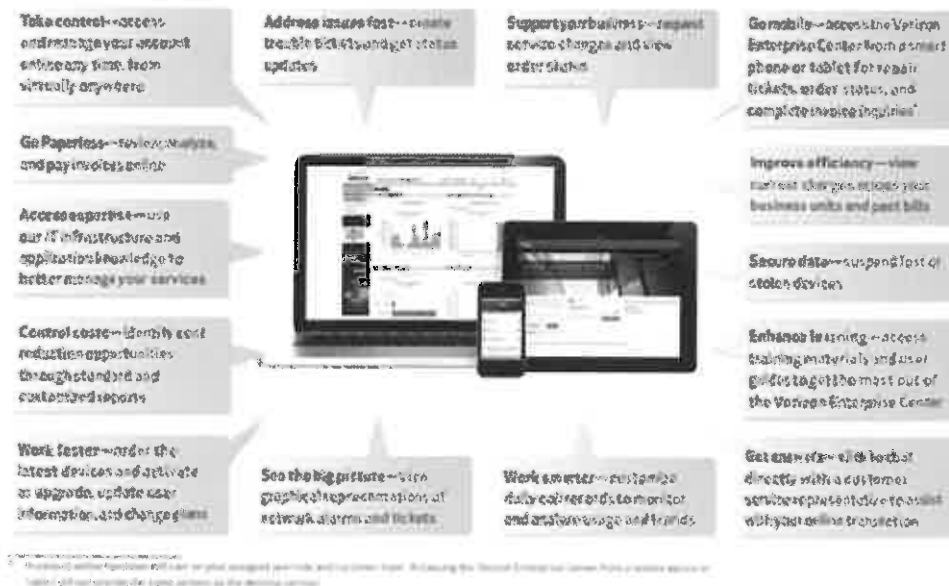 Take control—access
and manage your account
online any time, from
virtually anywhere
Address issues fast—create
trouble tickets and get status
updates
Support your business—request
service changes and view
order status
Go mobile—access the Verizon
Enterprise Center from a smart
phone or tablet for repair
tickets, order status, and
complete invoice inquiries*
Go Paperless—review, analyze,
and pay invoices online
Improve efficiency—view
current charges across your
business units and past bills
Access expertise—use
our IT infrastructure and
application knowledge to
better manage your services
Secure data—suspend lost or
stolen devices
Control costs—identify cost
reduction opportunities
through standard and
customized reports
Enhance learning—access
training materials and user
guides to get the most out of
the Verizon Enterprise Center
Work faster—order the
latest devices and activate
or upgrade, update user
information, and change plans
See the big picture—view
graphical representations of
network alarms and tickets
Work smarter—customize
data/call records to monitor
and analyze usage and trends
Get answers—click to chat
directly with a customer
service representative to assist
with your online transaction